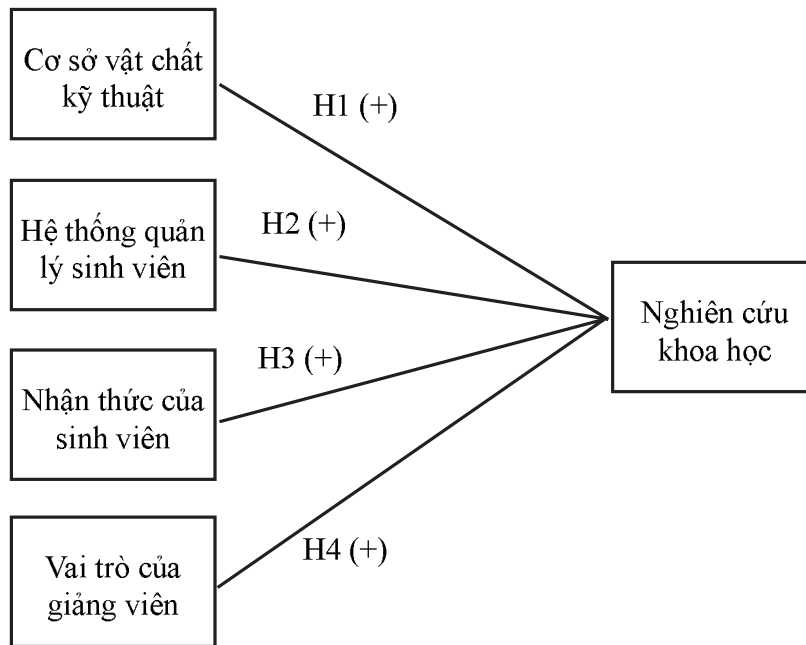 Cơ sở vật chất
kỹ thuật
H1 (+)
Hệ thống quản
lý sinh viên
H2 (+)
Nhận thức của
sinh viên
H3 (+)
Vai trò của
giảng viên
H4 (+)
Nghiên cứu
khoa học